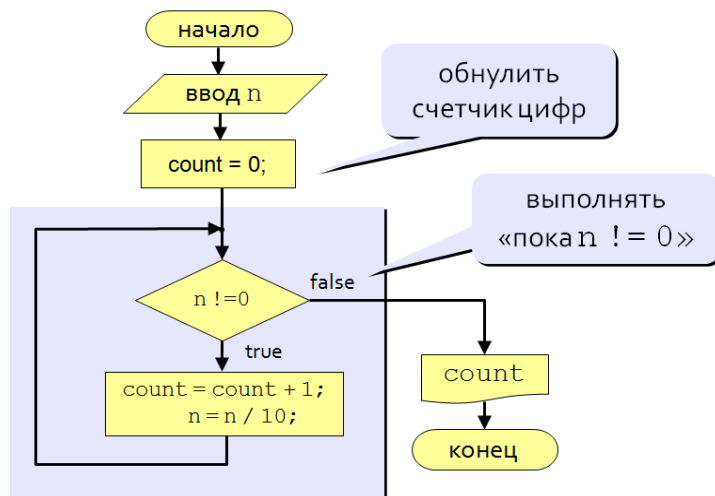 начало
ввод n
count = 0;
обнулить
счетчик цифр
выполнять
«пока n != 0»
n !=0
false
true
count = count + 1;
n = n / 10;
count
конец